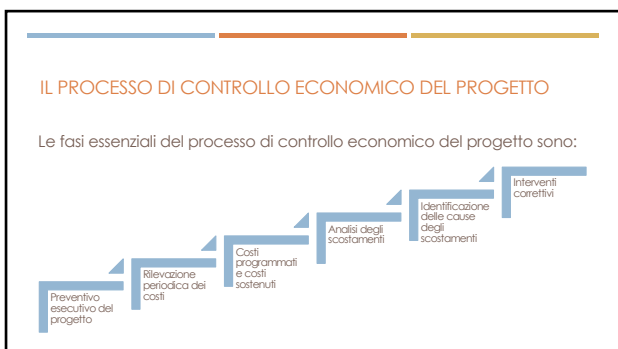 IL PROCESSO DI CONTROLLO ECONOMICO DEL PROGETTO
Le fasi essenziali del processo di controllo economico del progetto sono:
Preventivo
esecutivo del
progetto
Rilevazione
periodica dei
costi
Costi
programmati
e costi
sostenuti
Analisi degli
scostamenti
Identificazione
delle cause
degli
scostamenti
Interventi
correttivi